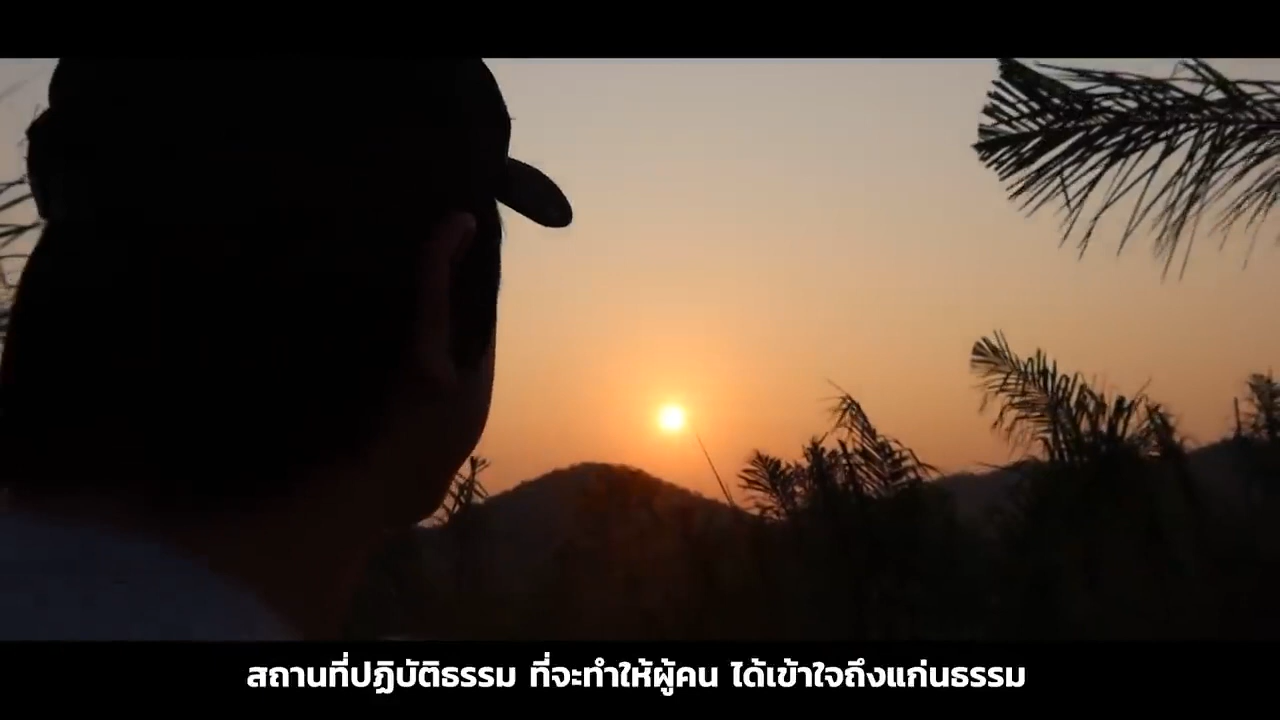 สถานที่ปฏิบัติธรรม ที่จะทำให้ผู้คน ได้เข้าใจถึงแก่นธรรม